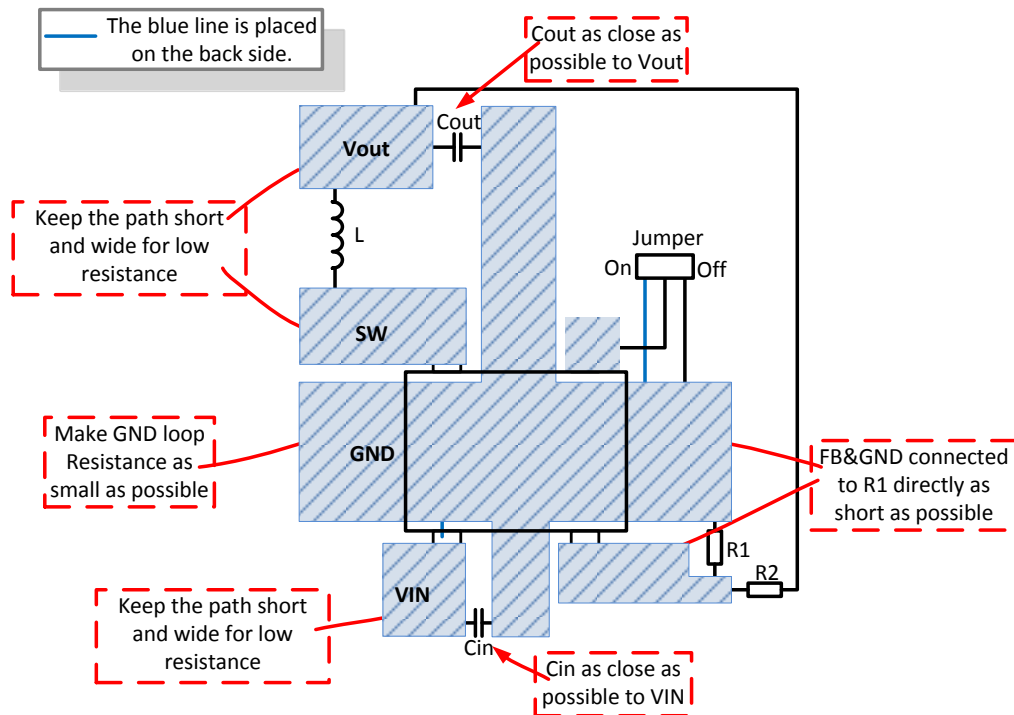 The blue line is placed
on the back side.
Cout as close as
possible to Vout
Cout
Vout
Keep the path short
and wide for low
resistance
L
Jumper
On
Off
SW
Make GND loop
Resistance as
small as possible
GND
FB&GND connected
to R1 directly as
short as possible
R1
R2
VIN
Keep the path short
and wide for low
resistance
Cin
Cin as close as
possible to VIN